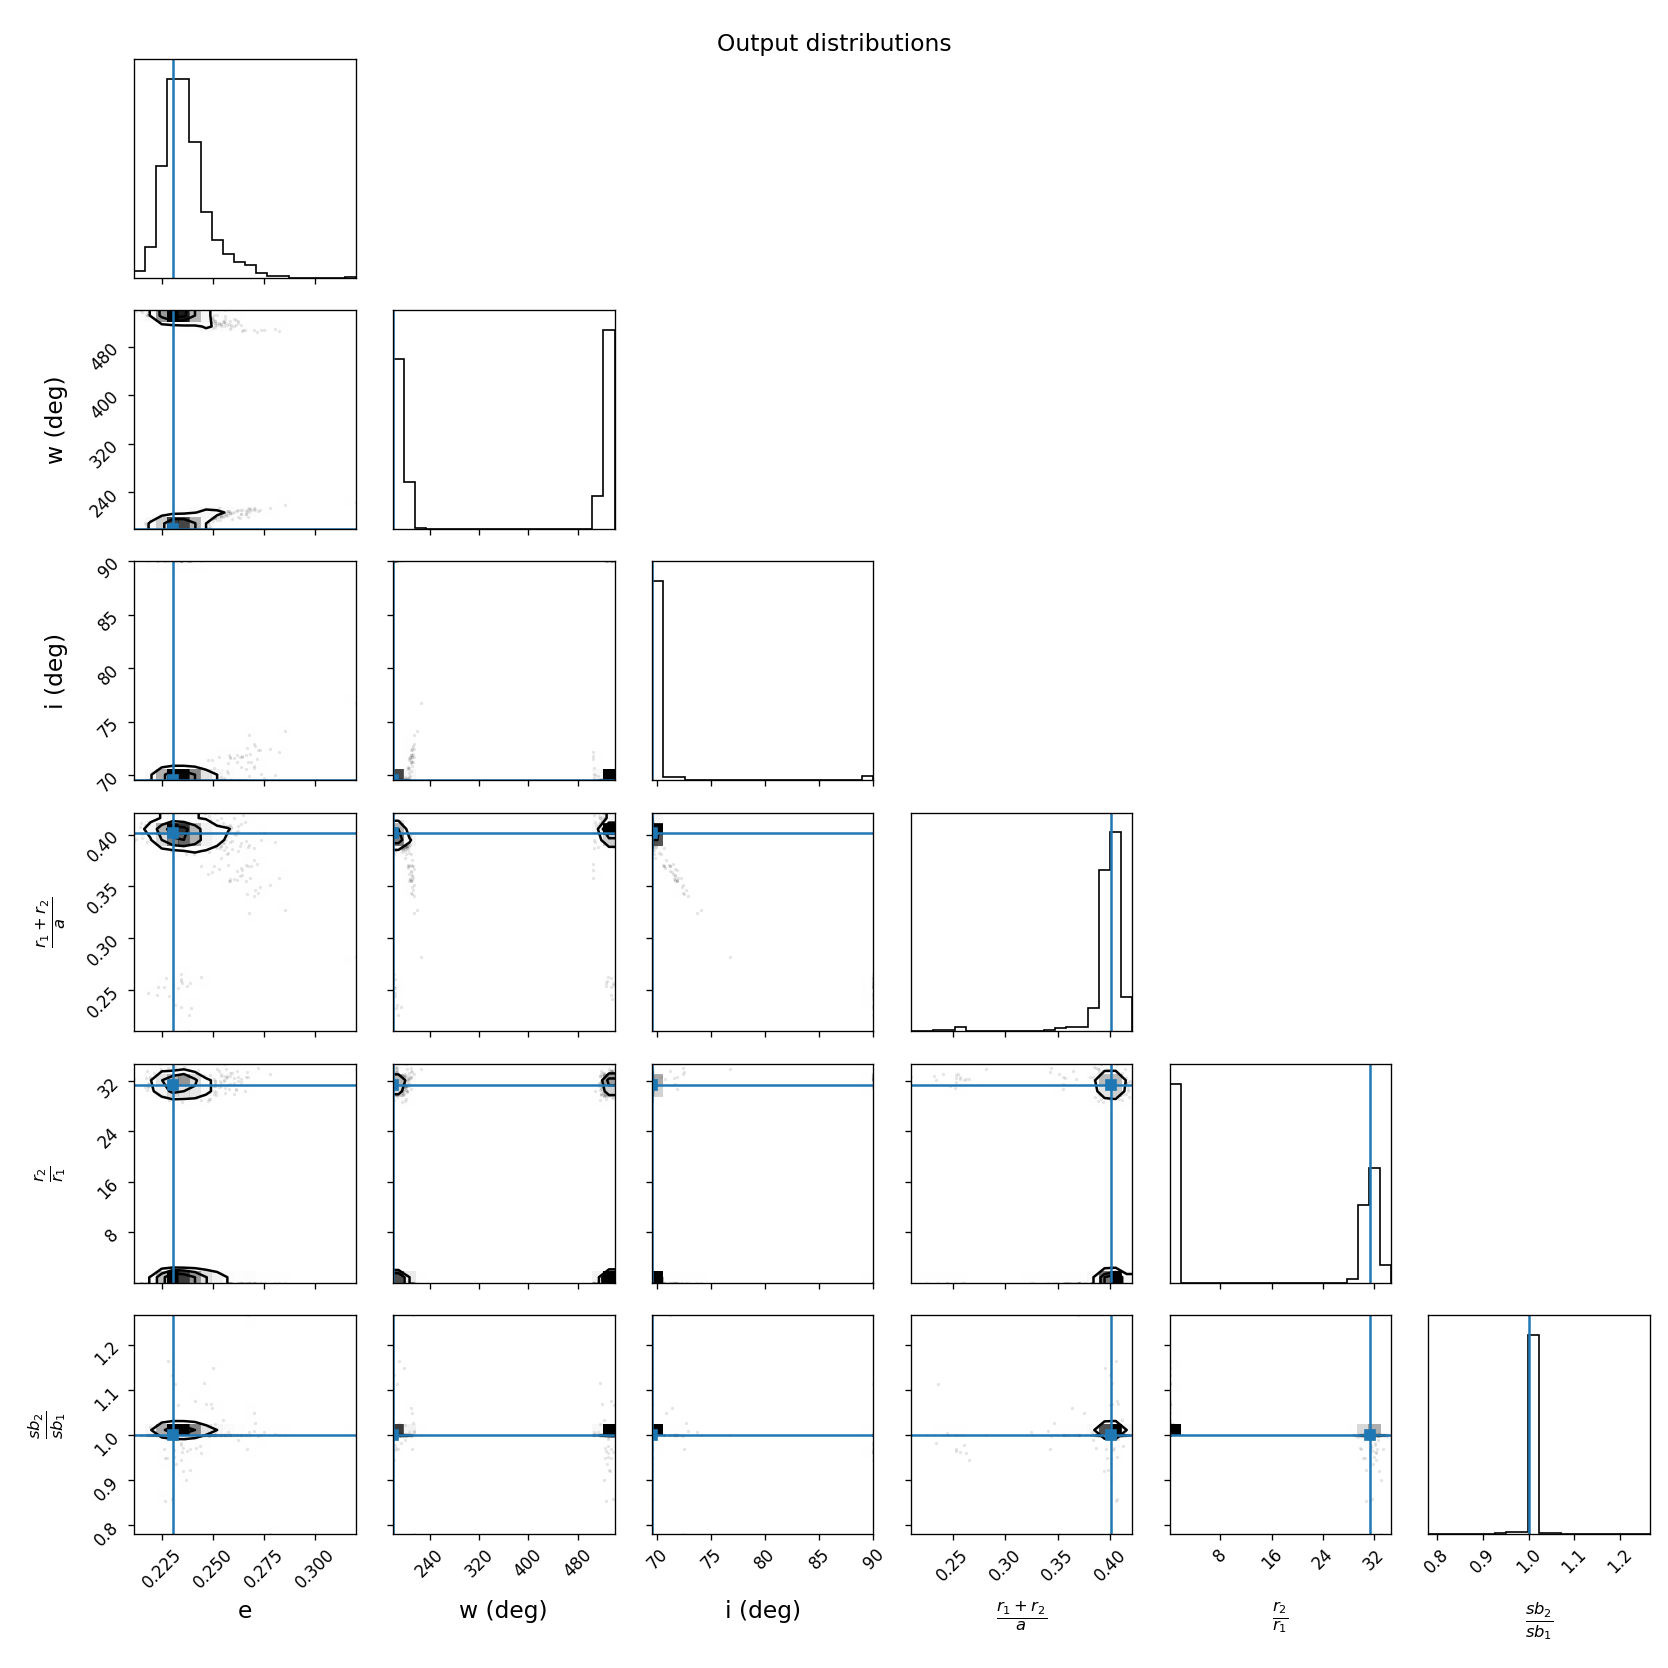 Output distributions
w (deg)
480
400
320
240
i (deg)
90
85
80
75
70
r₁ + r₂
a
0.40
0.35
0.30
0.25
r₂
r₁
32
24
16
8
sb₂
sb₁
1.2
1.1
1.0
0.9
0.8
0.225 0.250 0.275 0.300
240 320 400 480
70 75 80 85 90
0.25 0.30 0.35 0.40
8 16 24 32
0.8 0.9 1.0 1.1 1.2
e
w (deg)
i (deg)
r₁ + r₂
a
r₂
r₁
sb₂
sb₁